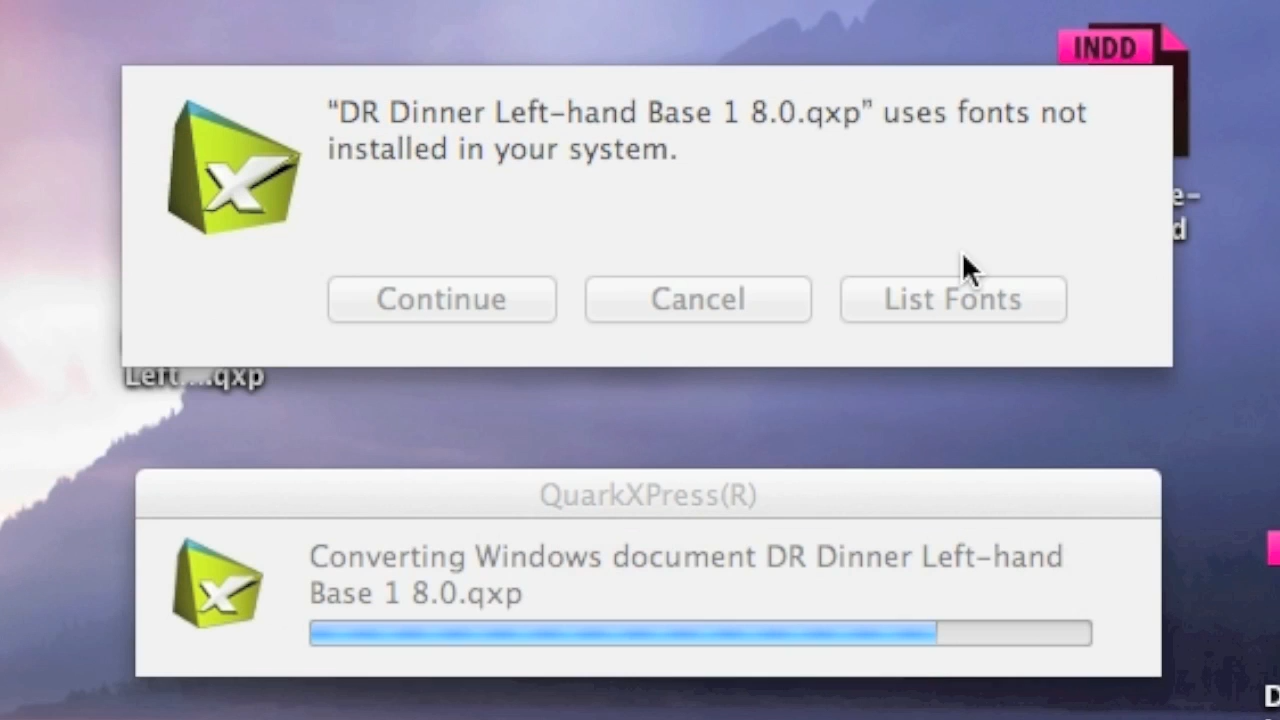 INDD
“DR Dinner Left-hand Base 1 8.0.qxp” uses fonts not
installed in your system.
e-
d
Continue Cancel List Fonts
Left....qxp
QuarkXPress(R)
Converting Windows document DR Dinner Left-hand
Base 1 8.0.qxp
D